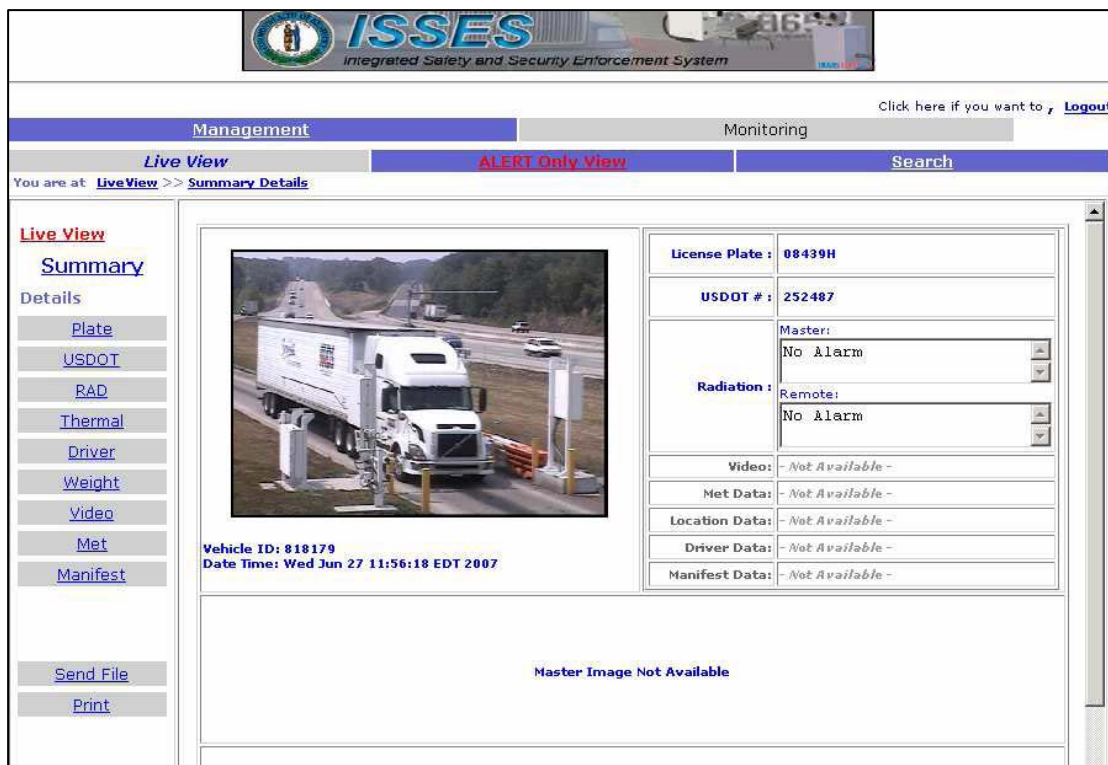 ISSES
Integrated Safety and Security Enforcement System
Click here if you want to , Logout
Management
Monitoring
Live View
ALERT Only View
Search
You are at LiveView >> Summary Details
Live View
Summary
Details
Plate
USDOT
RAD
Thermal
Driver
Weight
Video
Met
Manifest
Send File
Print
Vehicle ID: 818179
Date Time: Wed Jun 27 11:56:18 EDT 2007
License Plate : 08439H
USDOT # : 252487
Radiation :
Master:
No Alarm
Remote:
No Alarm
Video: - Not Available -
Met Data: - Not Available -
Location Data: - Not Available -
Driver Data: - Not Available -
Manifest Data: - Not Available -
Master Image Not Available